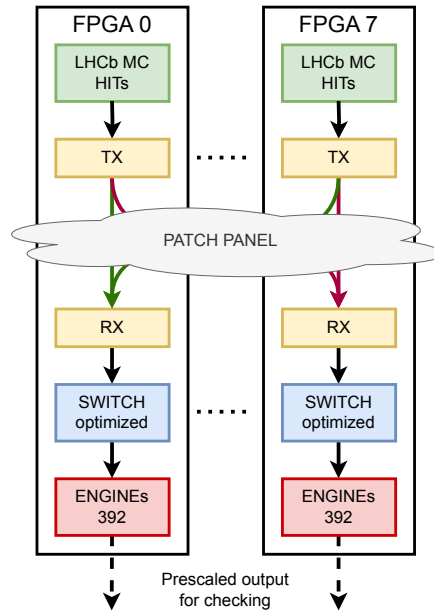 FPGA 0
FPGA 7
LHCb MC
HITs
LHCb MC
HITs
TX
TX
PATCH PANEL
RX
RX
SWITCH
optimized
SWITCH
optimized
ENGINEs
392
ENGINEs
392
Prescaled output
for checking